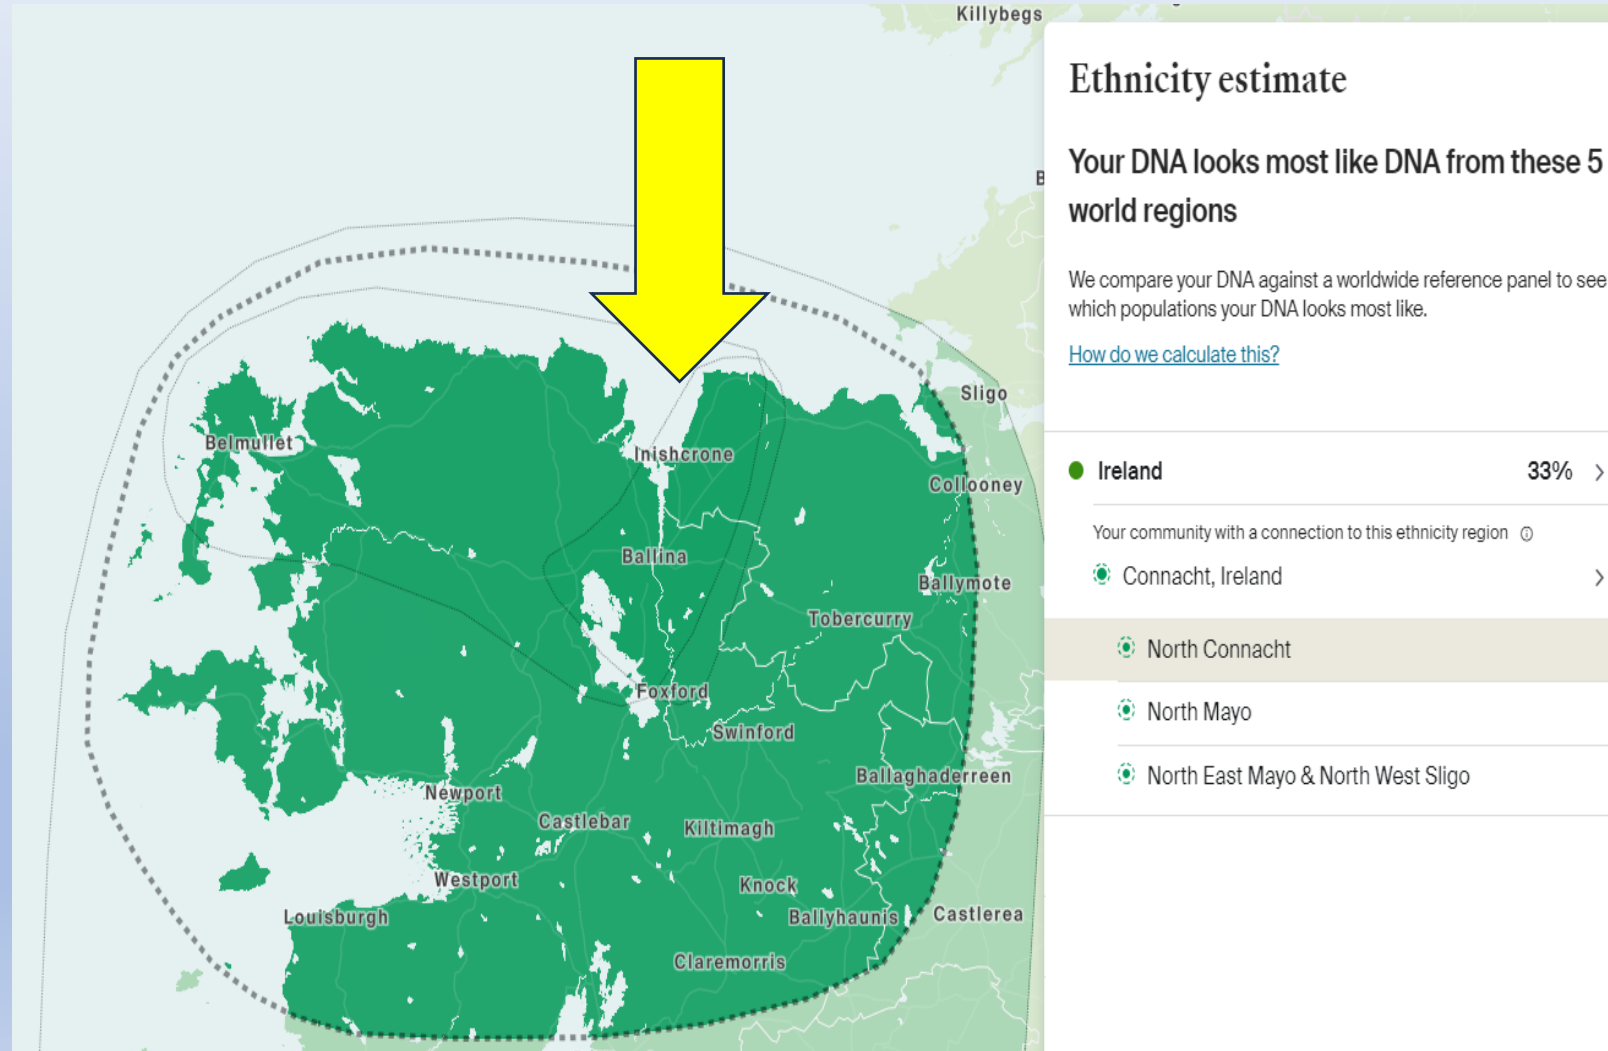 Killybegs
Ethnicity estimate
Your DNA looks most like DNA from these 5
world regions
We compare your DNA against a worldwide reference panel to see
which populations your DNA looks most like.
How do we calculate this?
Ireland 33%
Your community with a connection to this ethnicity region
Connacht, Ireland
North Connacht
North Mayo
North East Mayo & North West Sligo
Sligo
Belmullet
Inishcrone
Collooney
Ballina
Ballymote
Tobercurry
Foxford
Swinford
Ballaghaderreen
Newport
Castlebar
Kiltimagh
Westport
Knock
Louisburgh
Ballyhaunis
Castlerea
Claremorris